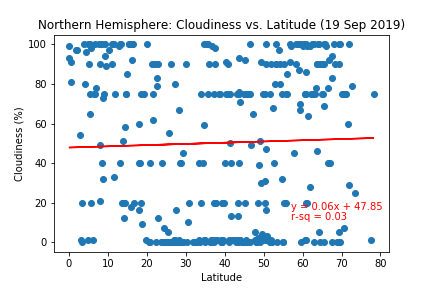 Northern Hemisphere: Cloudiness vs. Latitude (19 Sep 2019)
100
80
60
40
20
0
Cloudiness (%)
y = 0.06x + 47.85
r-sq = 0.03
0 10 20 30 40 50 60 70 80
Latitude